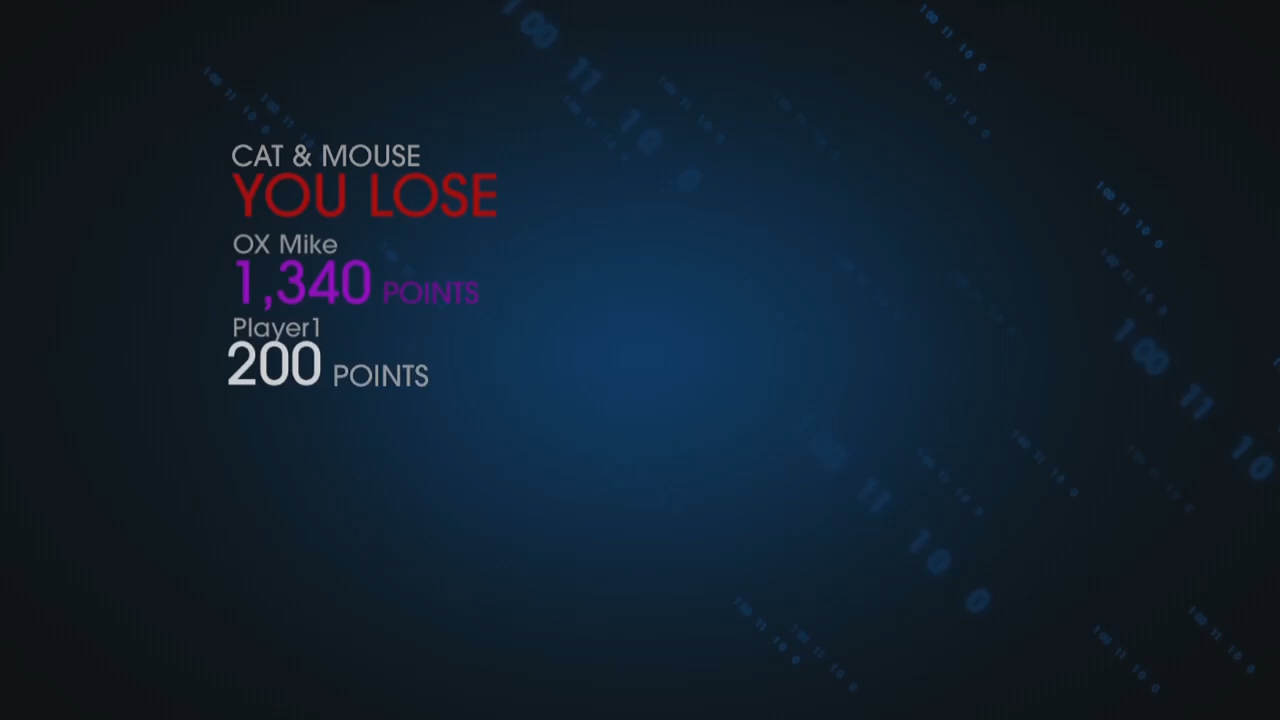 CAT & MOUSE
YOU LOSE
OX Mike
1,340 POINTS
Player1
200 POINTS